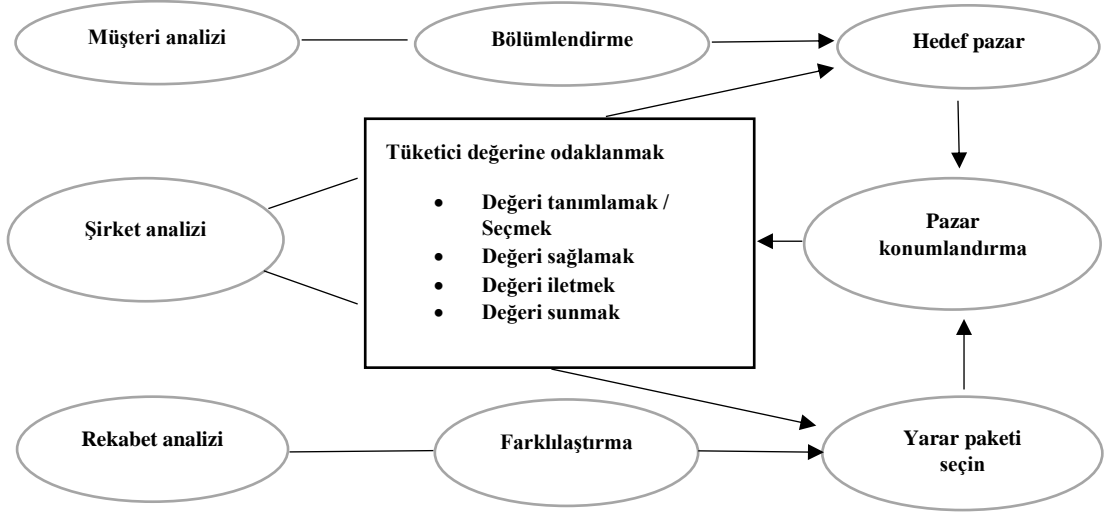 Müşteri analizi
Bölümlendirme
Hedef pazar
Tüketici değerine odaklanmak
• Değeri tanımlamak /
Seçmek
• Değeri sağlamak
• Değeri iletmek
• Değeri sunmak
Şirket analizi
Pazar
konumlandırma
Rekabet analizi
Farklılaştırma
Yarar paketi
seçin